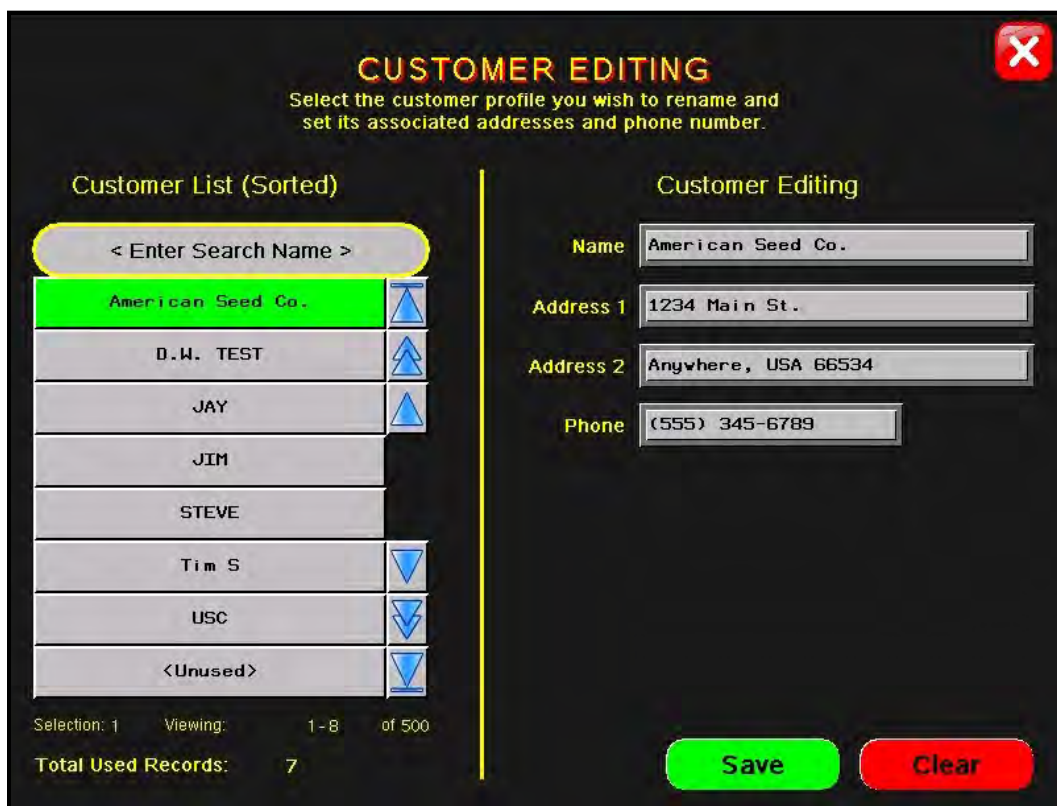 CUSTOMER EDITING
Select the customer profile you wish to rename and
set its associated addresses and phone number.
Customer List (Sorted)
< Enter Search Name >
American Seed Co.
D.W. TEST
JAY
JIM
STEVE
Tim S
USC
<Unused>
Selection: 1 Viewing: 1-8 of 500
Total Used Records: 7
Customer Editing
Name American Seed Co.
Address 1 1234 Main St.
Address 2 Anywhere, USA 66534
Phone (555) 345-6789
Save Clear